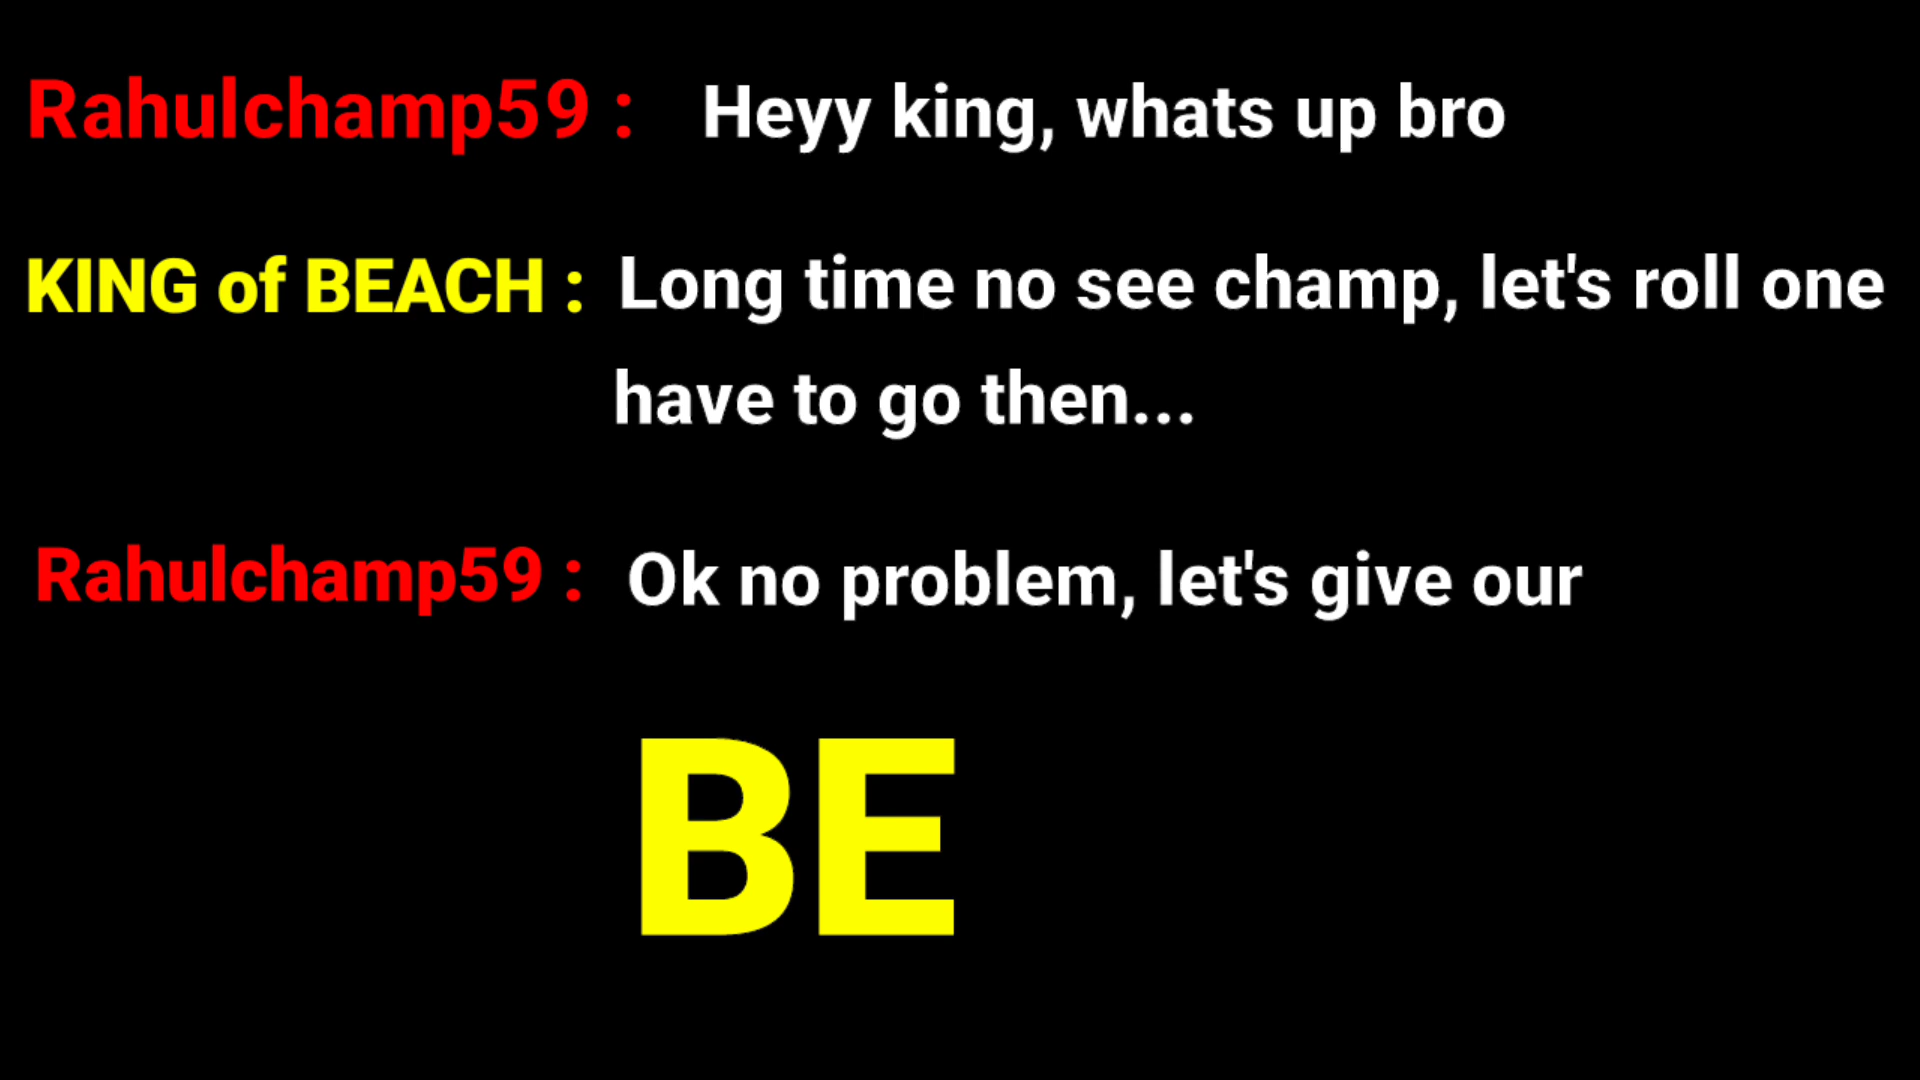 Rahulchamp59 : Heyy king, whats up bro
KING of BEACH : Long time no see champ, let's roll one
have to go then...
Rahulchamp59 : Ok no problem, let's give our
BE